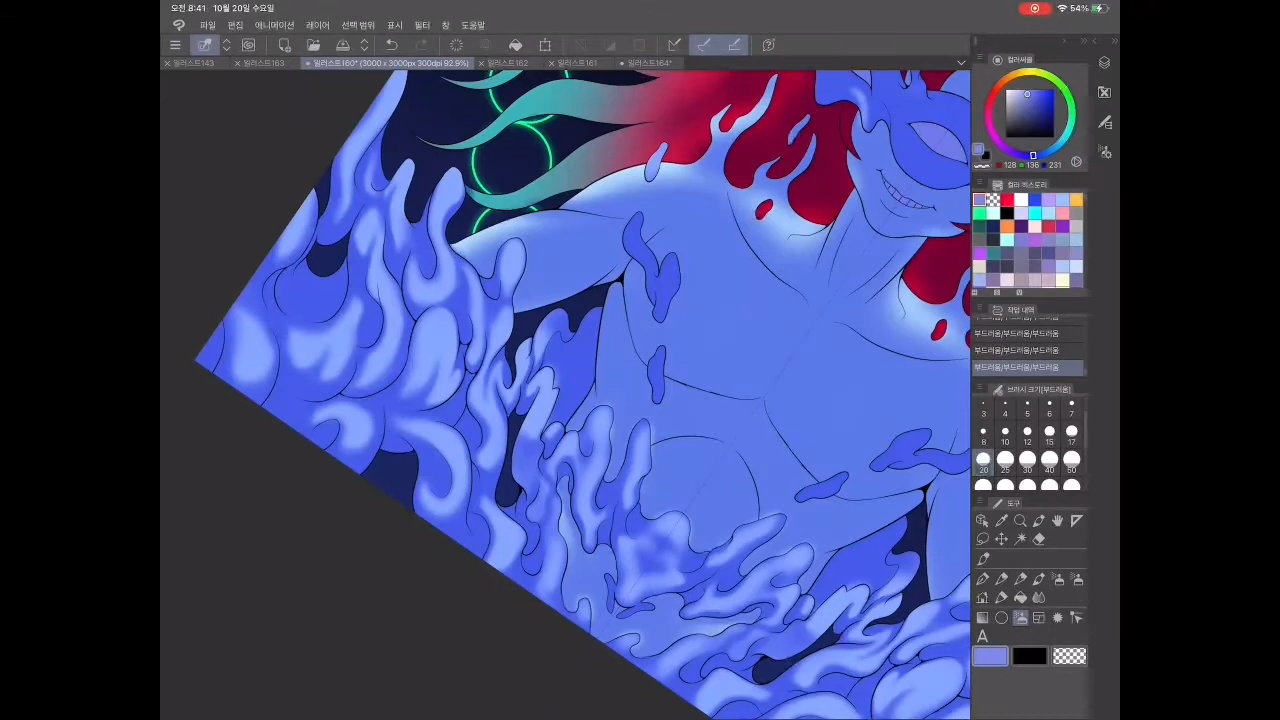 오전 8:41 10월 20일 수요일
54%
파일 편집 애니메이션 레이어 선택 범위 표시 필터 창 도움말
일러스트143 일러스트163 일러스트160* (3000 x 3000px 300dpi 92.9%) 일러스트162 일러스트161 일러스트164*
컬러써클
128 136 231
컬러 히스토리
작업 내역
부드러움/부드러움/부드러움
부드러움/부드러움/부드러움
부드러움/부드러움/부드러움
브러시 크기[부드러움]
3 4 5 6 7
8 10 12 15 17
20 25 30 40 50
도구
A